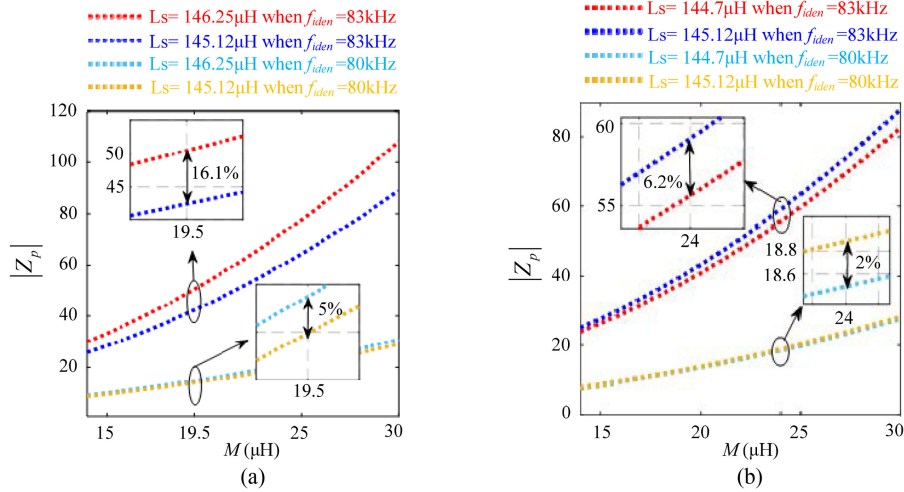 Ls= 146.25μH when fiden=83kHz
Ls= 145.12μH when fiden=83kHz
Ls= 146.25μH when fiden=80kHz
Ls= 145.12μH when fiden=80kHz
120
100
80
60
40
20
|Zp|
50
45
16.1%
19.5
5%
19.5
15
19.5
25
30
M (μH)
(a)
Ls= 144.7μH when fiden=83kHz
Ls= 145.12μH when fiden=83kHz
Ls= 144.7μH when fiden=80kHz
Ls= 145.12μH when fiden=80kHz
80
60
40
20
0
|Zp|
60
55
6.2%
24
18.8
18.6
2%
24
15
20
25
30
M (μH)
(b)